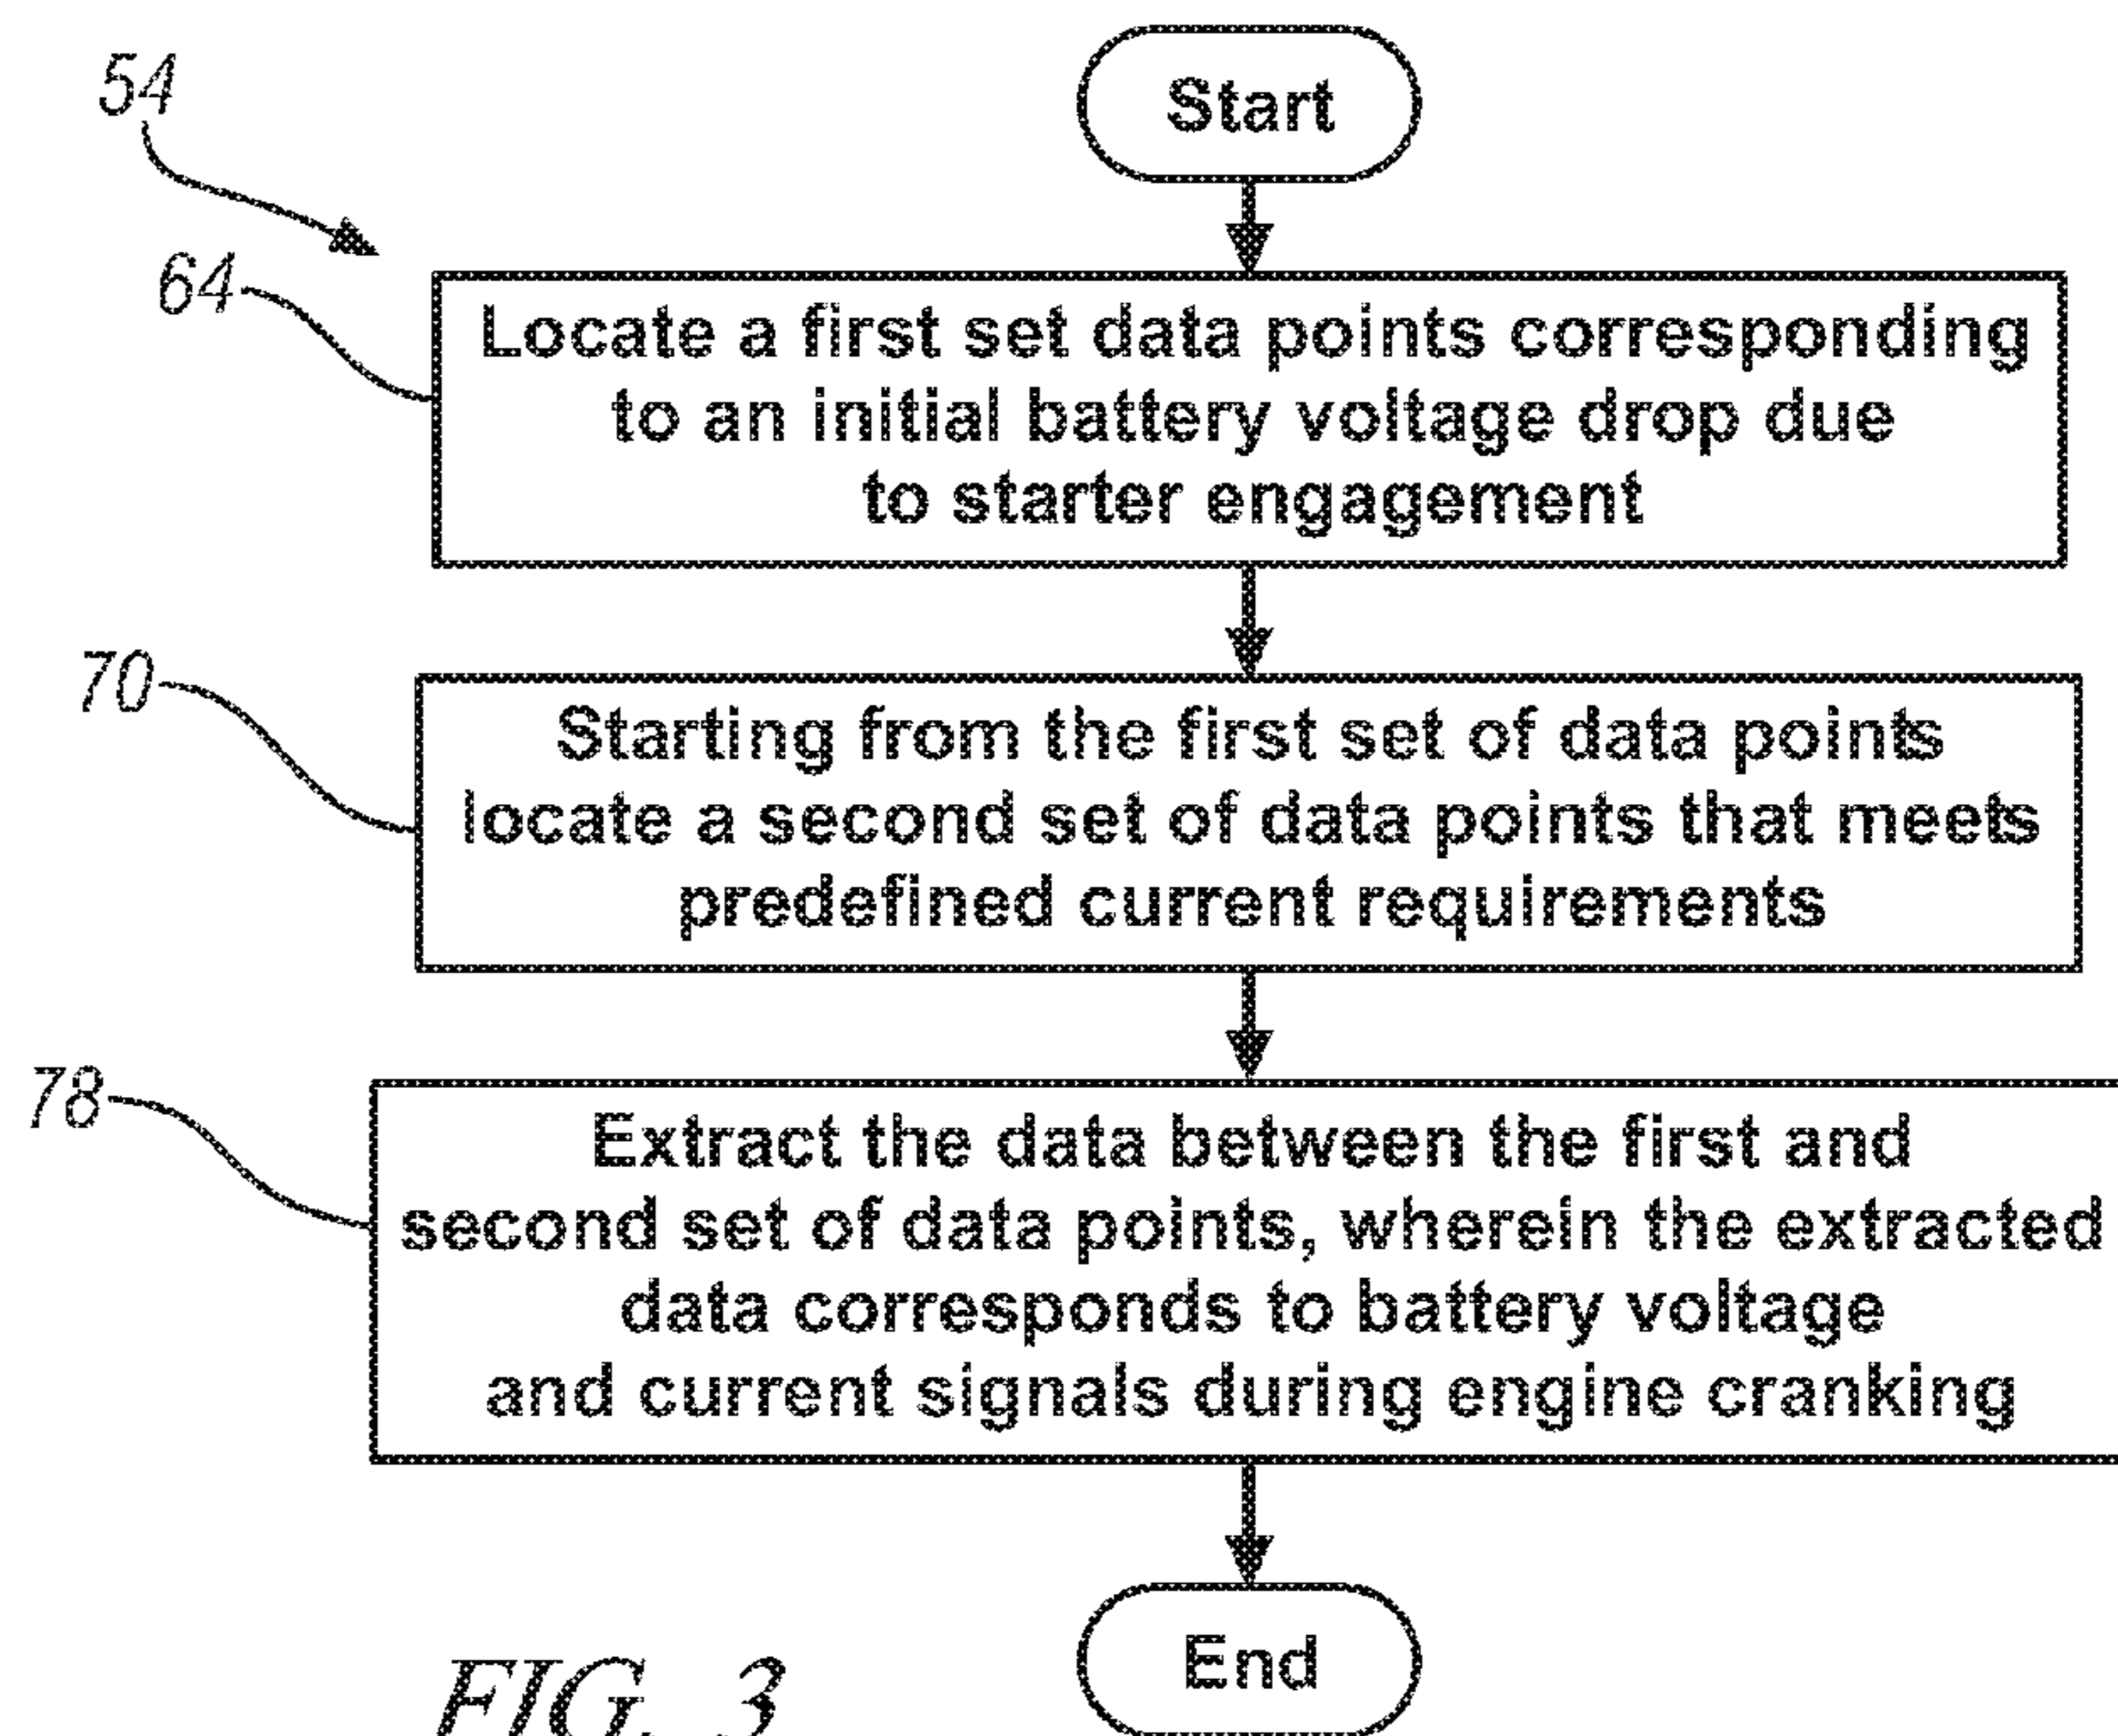 54
Start
64
Locate a first set data points corresponding
to an initial battery voltage drop due
to starter engagement
70
Starting from the first set of data points
locate a second set of data points that meets
predefined current requirements
78
Extract the data between the first and
second set of data points, wherein the extracted
data corresponds to battery voltage
and current signals during engine cranking
End
FIG. 3